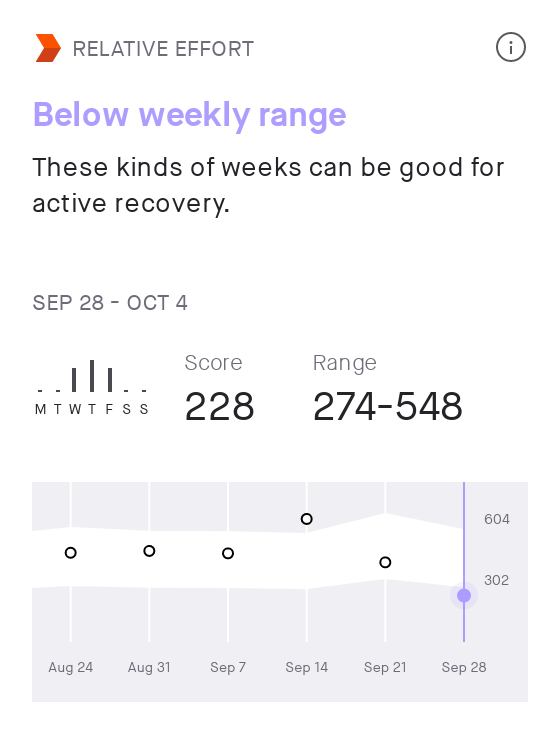 RELATIVE EFFORT
Below weekly range
These kinds of weeks can be good for
active recovery.
SEP 28 - OCT 4
Score
Range
M T W T F S S
228
274-548
604
302
Aug 24
Aug 31
Sep 7
Sep 14
Sep 21
Sep 28